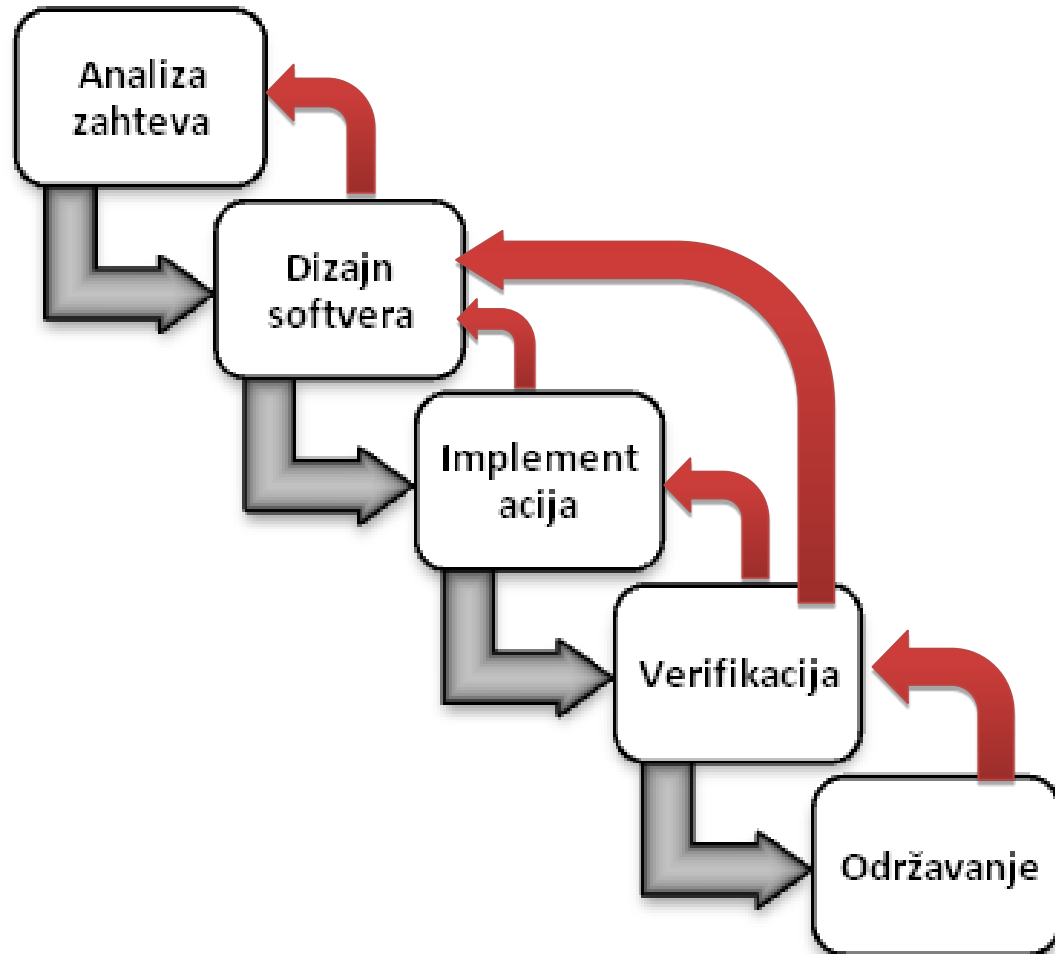 Analiza
zahteva
Dizajn
softvera
Implement
acija
Verifikacija
Održavanje